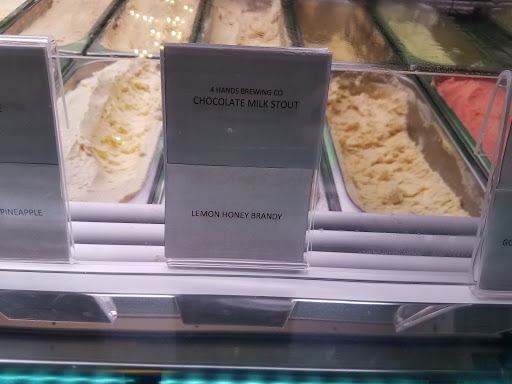 4 HANDS BREWING CO
CHOCOLATE MILK STOUT
LEMON HONEY BRANDY
PINEAPPLE